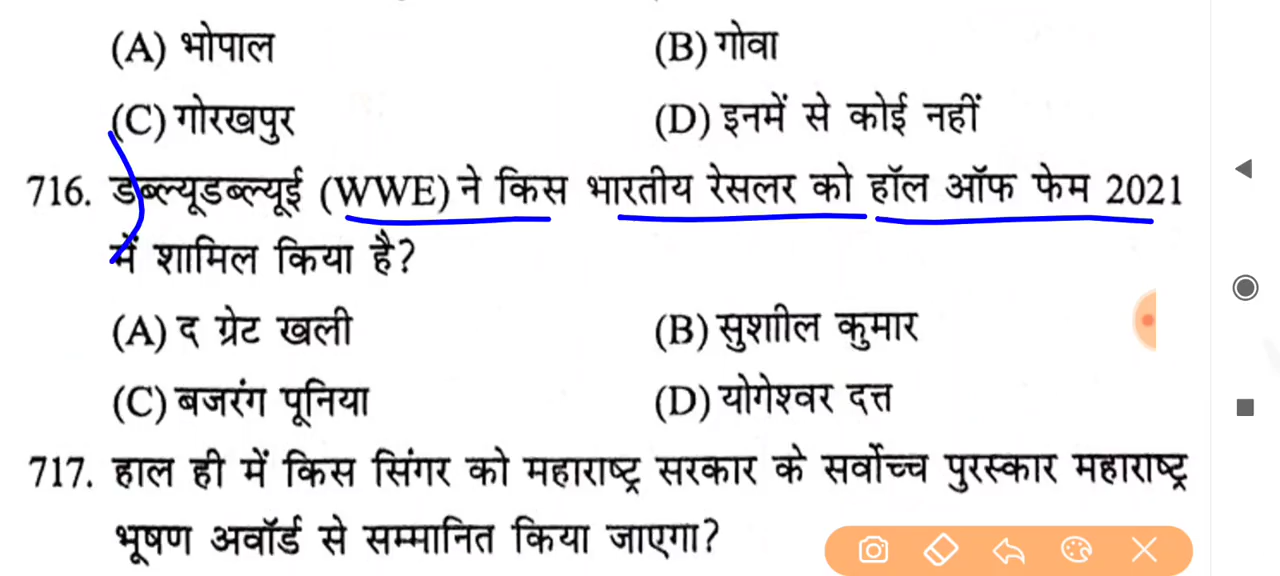 (A) भोपाल (B) गोवा
(C) गोरखपुर (D) इनमें से कोई नहीं
716. डब्ल्यूडब्ल्यूई (WWE) ने किस भारतीय रेसलर को हॉल ऑफ फेम 2021
में शामिल किया है?
(A) द ग्रेट खली (B) सुशाील कुमार
(C) बजरंग पूनिया (D) योगेश्वर दत्त
717. हाल ही में किस सिंगर को महाराष्ट्र सरकार के सर्वोच्च पुरस्कार महाराष्ट्र
भूषण अवॉर्ड से सम्मानित किया जाएगा?